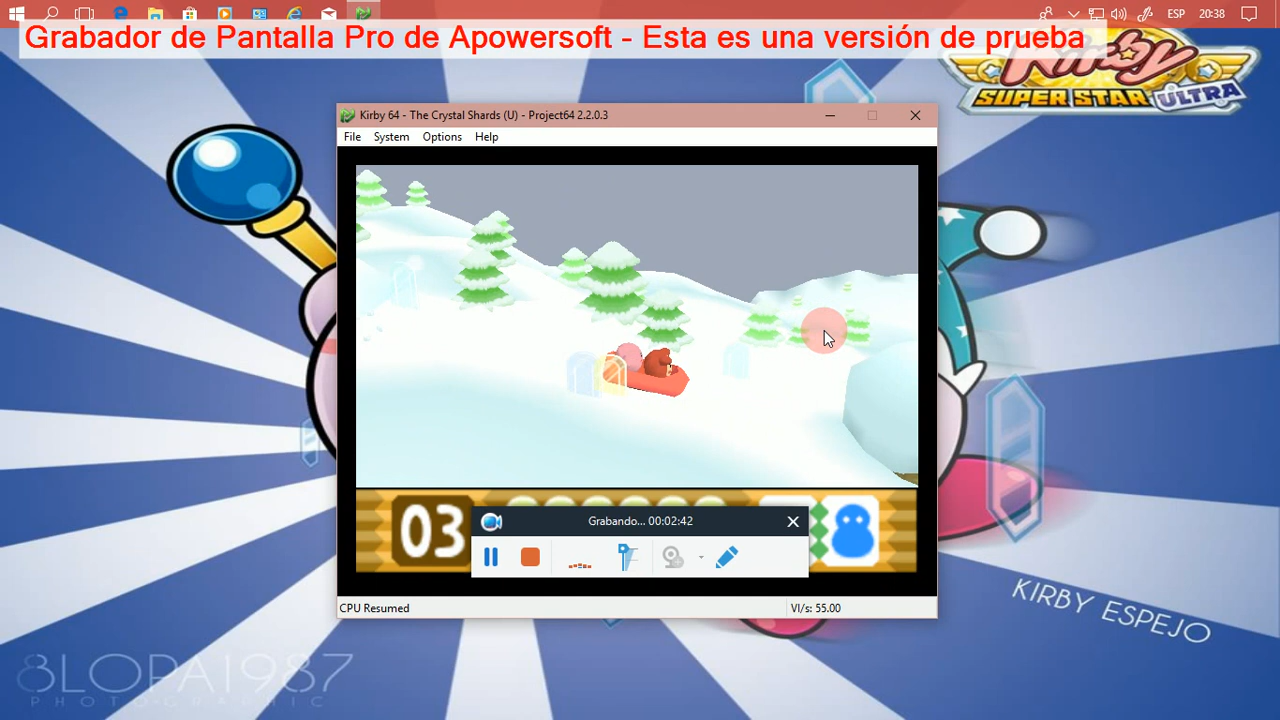 ESP 20:38
Grabador de Pantalla Pro de Apowersoft - Esta es una versión de prueba
Kirby
SUPER STAR ULTRA
Kirby 64 - The Crystal Shards (U) - Project64 2.2.0.3
File System Options Help
03
Grabando... 00:02:42
CPU Resumed VI/s: 55.00
KIRBY ESPEJO
8LOPA1987
PHOTOGRAPHIC